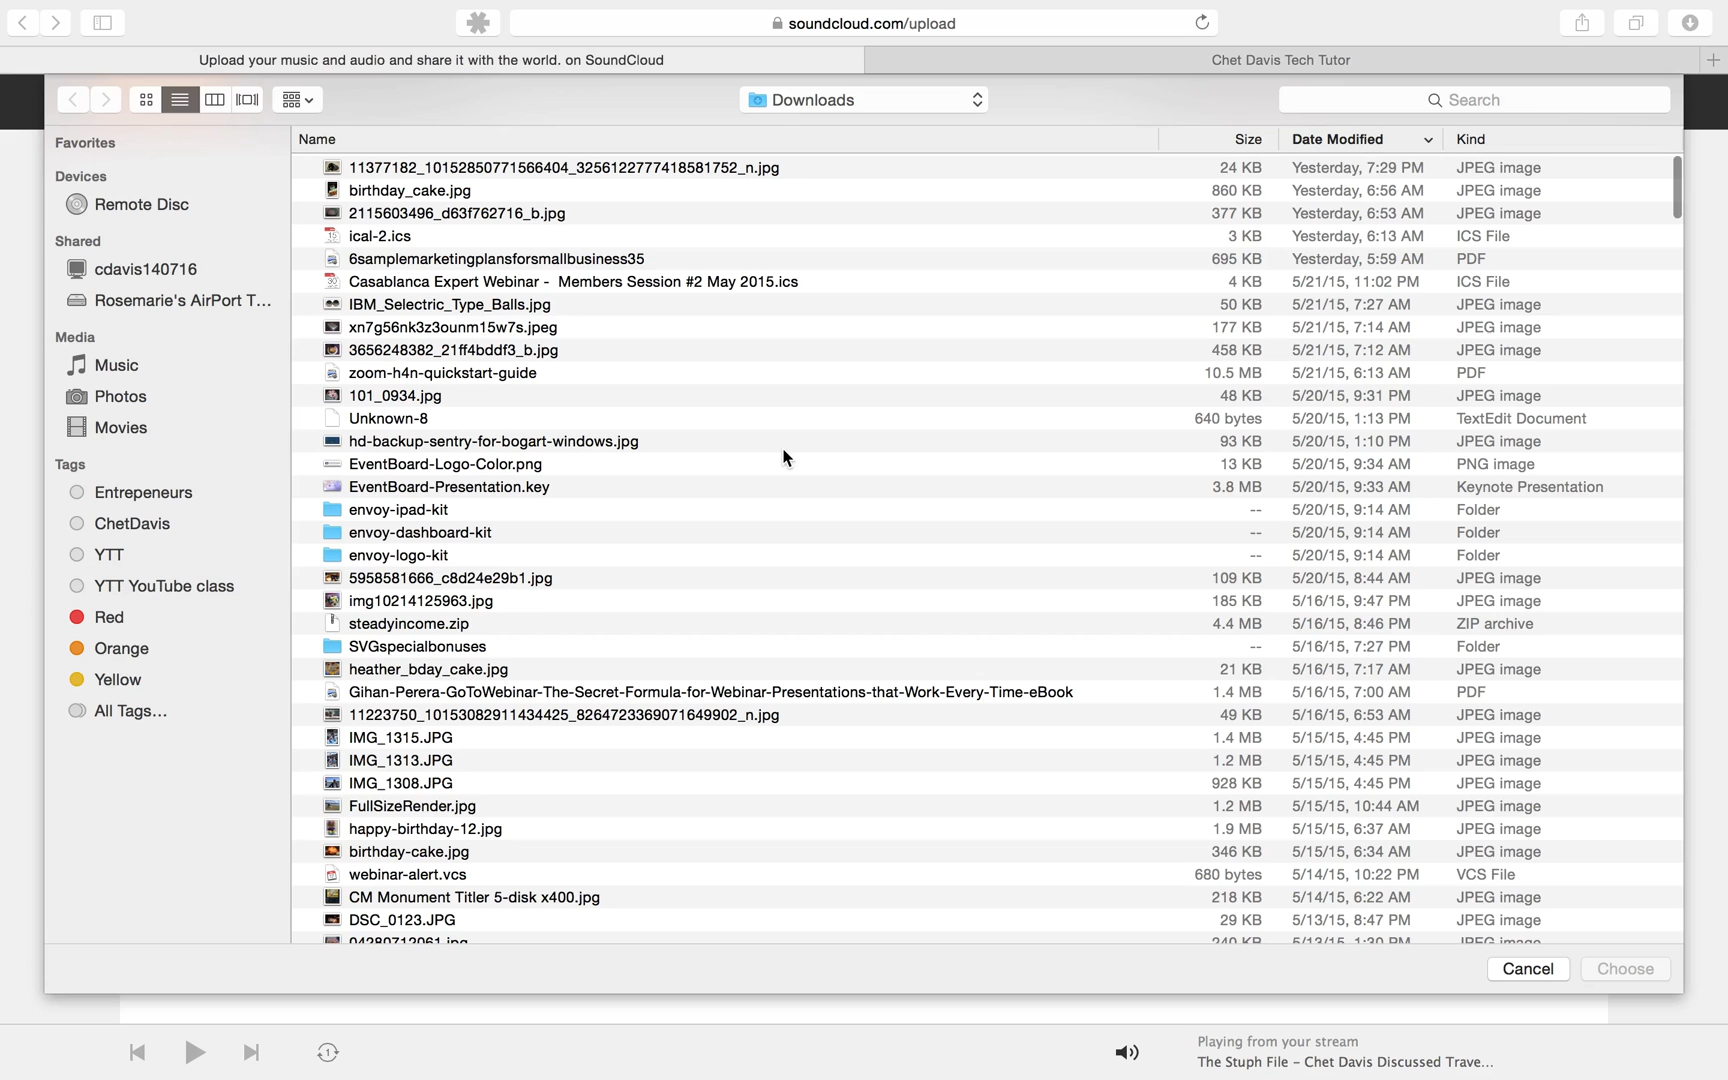 soundcloud.com/upload
Upload your music and audio and share it with the world. on SoundCloud
Chet Davis Tech Tutor
Downloads
Search
Favorites
Devices
Remote Disc
Shared
cdavis140716
Rosemarie's AirPort T...
Media
Music
Photos
Movies
Tags
Entrepeneurs
ChetDavis
YTT
YTT YouTube class
Red
Orange
Yellow
All Tags...
Name Size Date Modified Kind
11377182_10152850771566404_3256122777418581752_n.jpg 24 KB Yesterday, 7:29 PM JPEG image
birthday_cake.jpg 860 KB Yesterday, 6:56 AM JPEG image
2115603496_d63f762716_b.jpg 377 KB Yesterday, 6:53 AM JPEG image
ical-2.ics 3 KB Yesterday, 6:13 AM ICS File
6samplemarketingplansforsmallbusiness35 695 KB Yesterday, 5:59 AM PDF
Casablanca Expert Webinar - Members Session #2 May 2015.ics 4 KB 5/21/15, 11:02 PM ICS File
IBM_Selectric_Type_Balls.jpg 50 KB 5/21/15, 7:27 AM JPEG image
xn7g56nk3z3ounm15w7s.jpeg 177 KB 5/21/15, 7:14 AM JPEG image
3656248382_21ff4bddf3_b.jpg 458 KB 5/21/15, 7:12 AM JPEG image
zoom-h4n-quickstart-guide 10.5 MB 5/21/15, 6:13 AM PDF
101_0934.jpg 48 KB 5/20/15, 9:31 PM JPEG image
Unknown-8 640 bytes 5/20/15, 1:13 PM TextEdit Document
hd-backup-sentry-for-bogart-windows.jpg 93 KB 5/20/15, 1:10 PM JPEG image
EventBoard-Logo-Color.png 13 KB 5/20/15, 9:34 AM PNG image
EventBoard-Presentation.key 3.8 MB 5/20/15, 9:33 AM Keynote Presentation
envoy-ipad-kit -- 5/20/15, 9:14 AM Folder
envoy-dashboard-kit -- 5/20/15, 9:14 AM Folder
envoy-logo-kit -- 5/20/15, 9:14 AM Folder
5958581666_c8d24e29b1.jpg 109 KB 5/20/15, 8:44 AM JPEG image
img10214125963.jpg 185 KB 5/16/15, 9:47 PM JPEG image
steadyincome.zip 4.4 MB 5/16/15, 8:46 PM ZIP archive
SVGspecialbonuses -- 5/16/15, 7:27 PM Folder
heather_bday_cake.jpg 21 KB 5/16/15, 7:17 AM JPEG image
Gihan-Perera-GoToWebinar-The-Secret-Formula-for-Webinar-Presentations-that-Work-Every-Time-eBook 1.4 MB 5/16/15, 7:00 AM PDF
11223750_10153082911434425_8264723369071649902_n.jpg 49 KB 5/16/15, 6:53 AM JPEG image
IMG_1315.JPG 1.4 MB 5/15/15, 4:45 PM JPEG image
IMG_1313.JPG 1.2 MB 5/15/15, 4:45 PM JPEG image
IMG_1308.JPG 928 KB 5/15/15, 4:45 PM JPEG image
FullSizeRender.jpg 1.2 MB 5/15/15, 10:44 AM JPEG image
happy-birthday-12.jpg 1.9 MB 5/15/15, 6:37 AM JPEG image
birthday-cake.jpg 346 KB 5/15/15, 6:34 AM JPEG image
webinar-alert.vcs 680 bytes 5/14/15, 10:22 PM VCS File
CM Monument Titler 5-disk x400.jpg 218 KB 5/14/15, 6:22 AM JPEG image
DSC_0123.JPG 29 KB 5/13/15, 8:47 PM JPEG image
04280712061.jpg 240 KB 5/13/15, 1:30 PM JPEG image
Cancel Choose
1
Playing from your stream
The Stuph File – Chet Davis Discussed Trave...